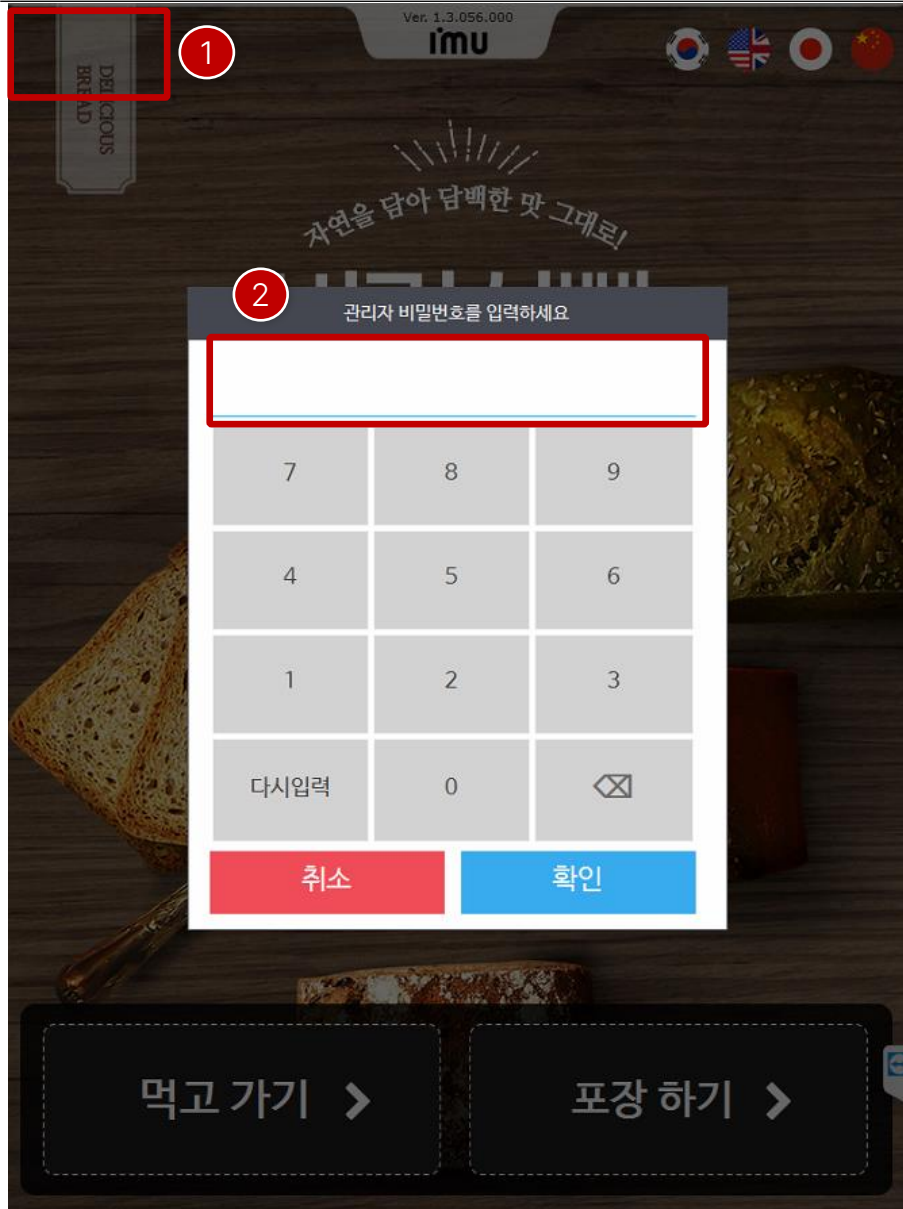 1
Ver. 1.3.056.000
imu
DELICIOUS
BREAD
자연을 담아 담백한 맛 그대로!
2
관리자 비밀번호를 입력하세요
7 8 9
4 5 6
1 2 3
다시입력 0
취소 확인
먹고 가기 포장 하기